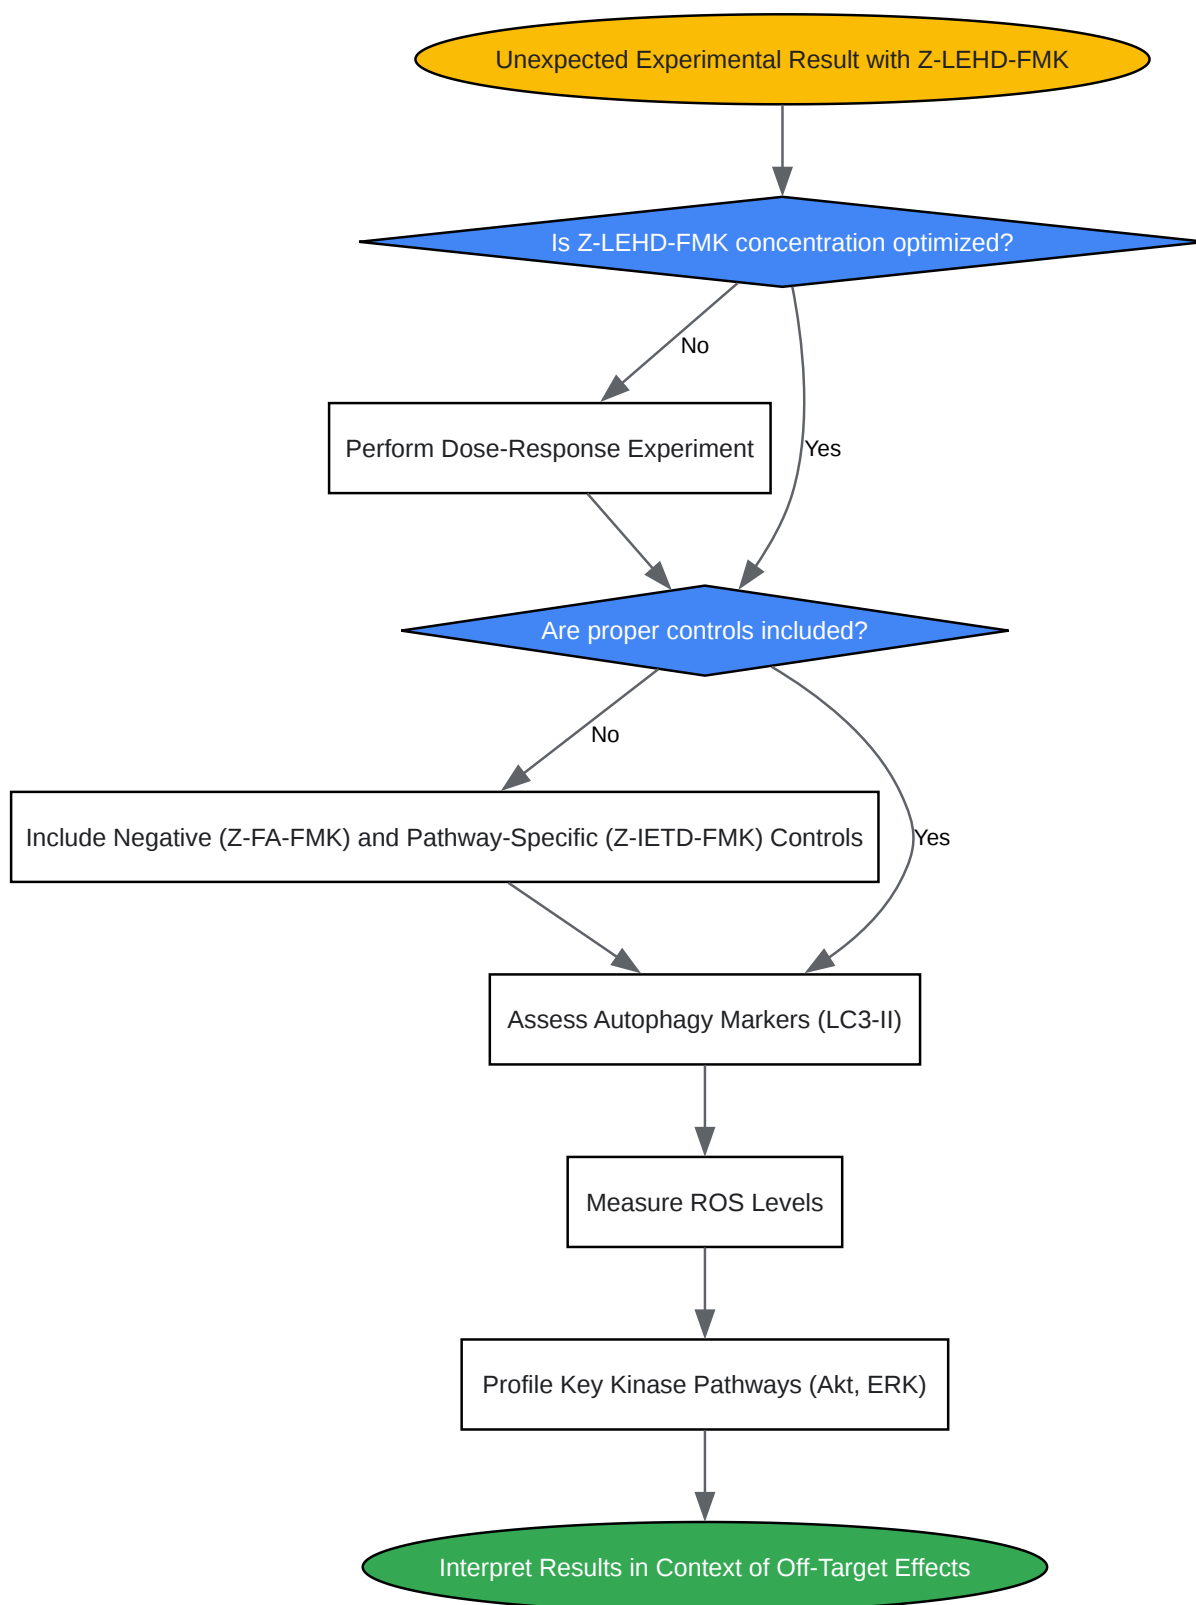 Unexpected Experimental Result with Z-LEHD-FMK
Is Z-LEHD-FMK concentration optimized?
No
Perform Dose-Response Experiment
Yes
Are proper controls included?
No
Include Negative (Z-FA-FMK) and Pathway-Specific (Z-IETD-FMK) Controls
Yes
Assess Autophagy Markers (LC3-II)
Measure ROS Levels
Profile Key Kinase Pathways (Akt, ERK)
Interpret Results in Context of Off-Target Effects